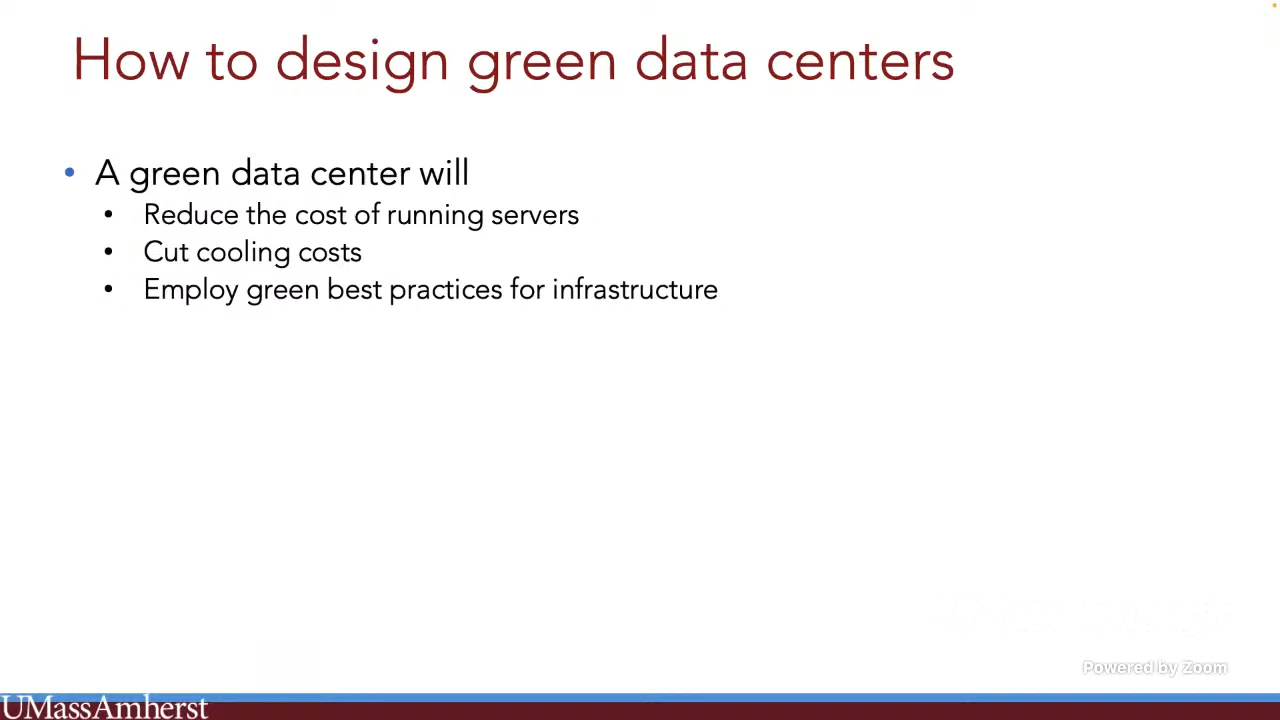 How to design green data centers
• A green data center will
• Reduce the cost of running servers
• Cut cooling costs
• Employ green best practices for infrastructure
Powered by Zoom
UMassAmherst